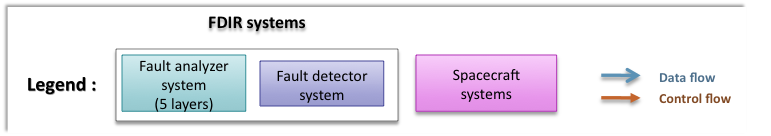 FDIR systems
Legend :
Fault analyzer
system
(5 layers)
Fault detector
system
Spacecraft
systems
Data flow
Control flow